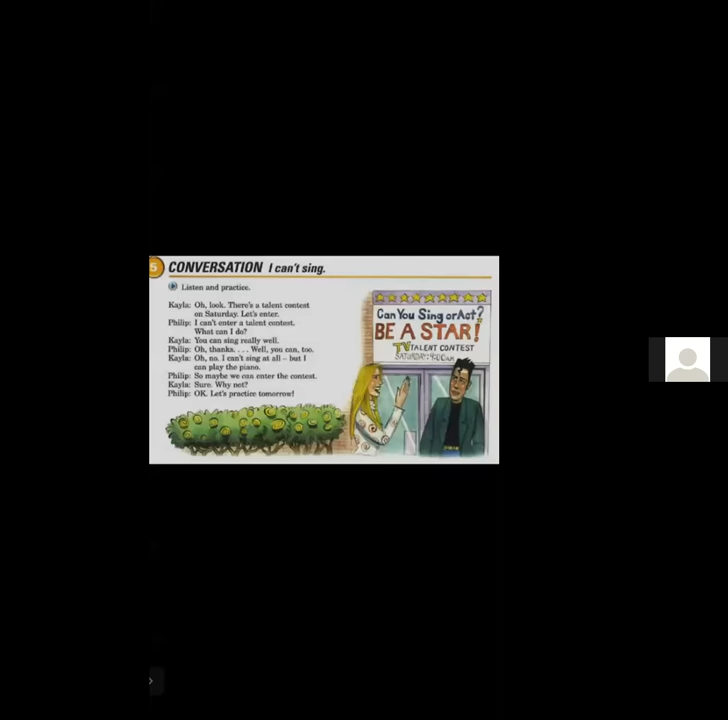 5 CONVERSATION I can't sing.
Listen and practice.
Kayla: Oh, look. There's a talent contest
on Saturday. Let's enter.
Philip: I can't enter a talent contest.
What can I do?
Kayla: You can sing really well.
Philip: Oh, thanks. . . . Well, you can, too.
Kayla: Oh, no. I can't sing at all – but I
can play the piano.
Philip: So maybe we can enter the contest.
Kayla: Sure. Why not?
Philip: OK. Let's practice tomorrow!
Can You Sing or Act?
BE A STAR!
TV TALENT CONTEST
SATURDAY